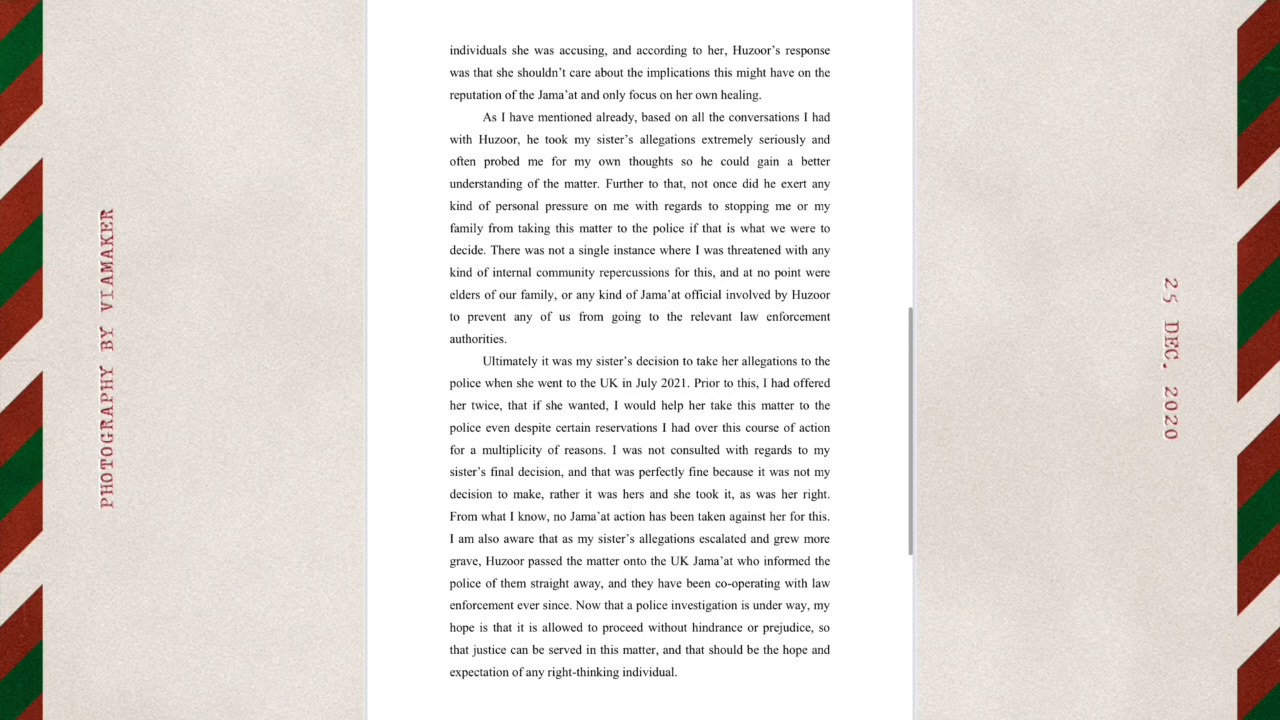 individuals she was accusing, and according to her, Huzoor’s response
was that she shouldn’t care about the implications this might have on the
reputation of the Jama’at and only focus on her own healing.
As I have mentioned already, based on all the conversations I had
with Huzoor, he took my sister’s allegations extremely seriously and
often probed me for my own thoughts so he could gain a better
understanding of the matter. Further to that, not once did he exert any
kind of personal pressure on me with regards to stopping me or my
family from taking this matter to the police if that is what we were to
decide. There was not a single instance where I was threatened with any
kind of internal community repercussions for this, and at no point were
elders of our family, or any kind of Jama’at official involved by Huzoor
to prevent any of us from going to the relevant law enforcement
authorities.
Ultimately it was my sister’s decision to take her allegations to the
police when she went to the UK in July 2021. Prior to this, I had offered
her twice, that if she wanted, I would help her take this matter to the
police even despite certain reservations I had over this course of action
for a multiplicity of reasons. I was not consulted with regards to my
sister’s final decision, and that was perfectly fine because it was not my
decision to make, rather it was hers and she took it, as was her right.
From what I know, no Jama’at action has been taken against her for this.
I am also aware that as my sister’s allegations escalated and grew more
grave, Huzoor passed the matter onto the UK Jama’at who informed the
police of them straight away, and they have been co-operating with law
enforcement ever since. Now that a police investigation is under way, my
hope is that it is allowed to proceed without hindrance or prejudice, so
that justice can be served in this matter, and that should be the hope and
expectation of any right-thinking individual.
PHOTOGRAPHY BY VIAMAKER
25 DEC. 2020